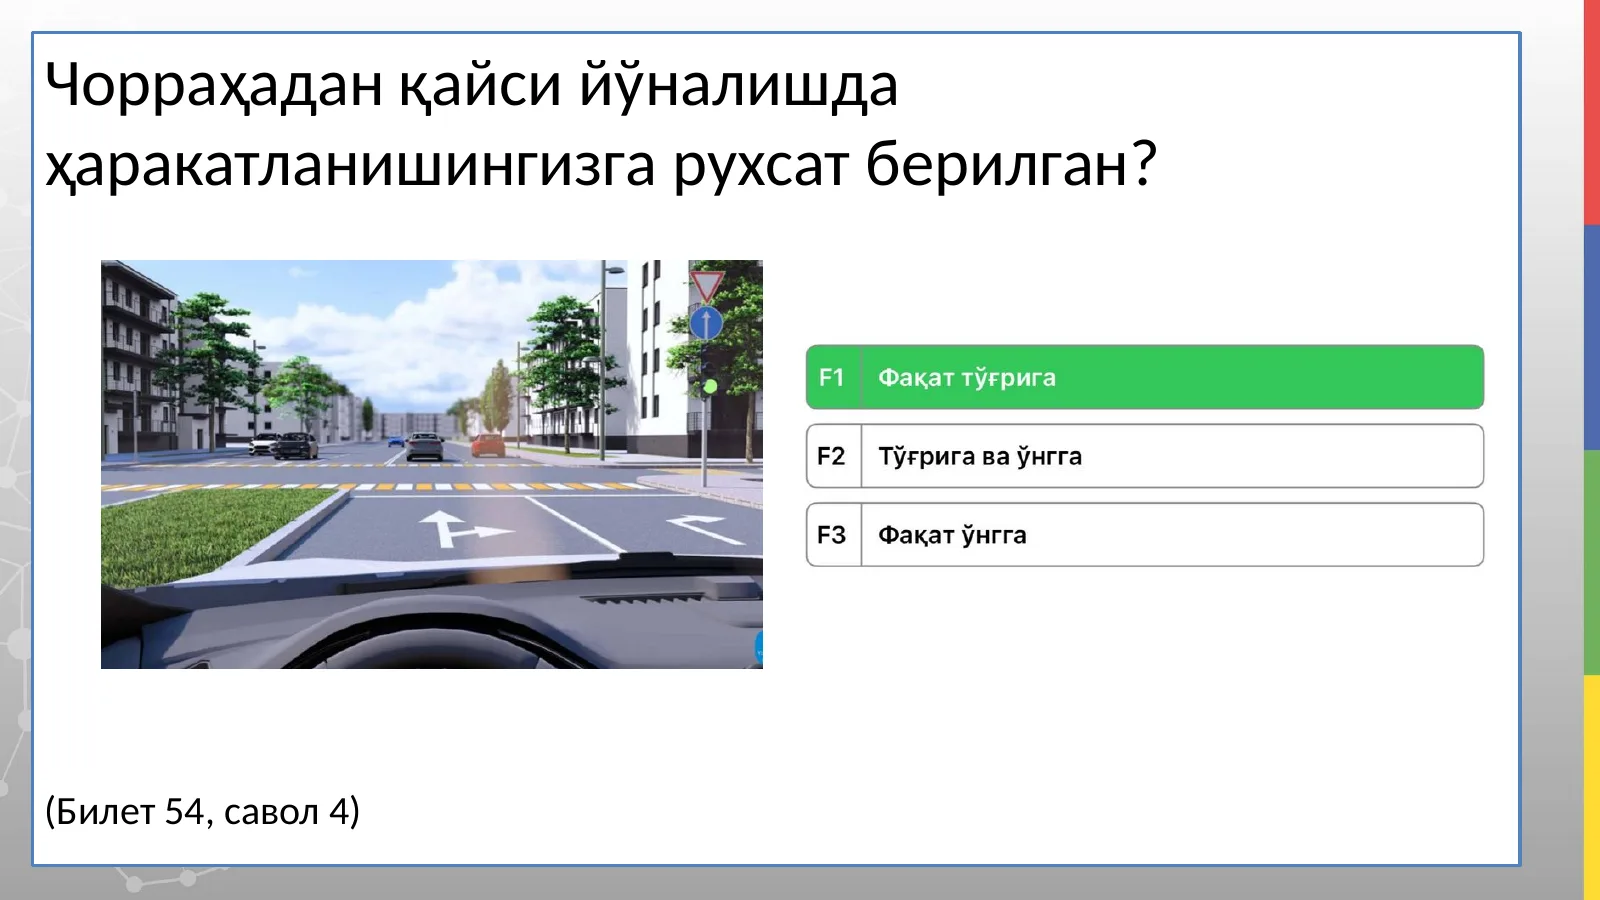 Чорраҳадан қайси йўналишда
ҳаракатланишингизга рухсат берилган?
F1 Фақат тўғрига
F2 Тўғрига ва ўнгга
F3 Фақат ўнгга
(Билет 54, савол 4)